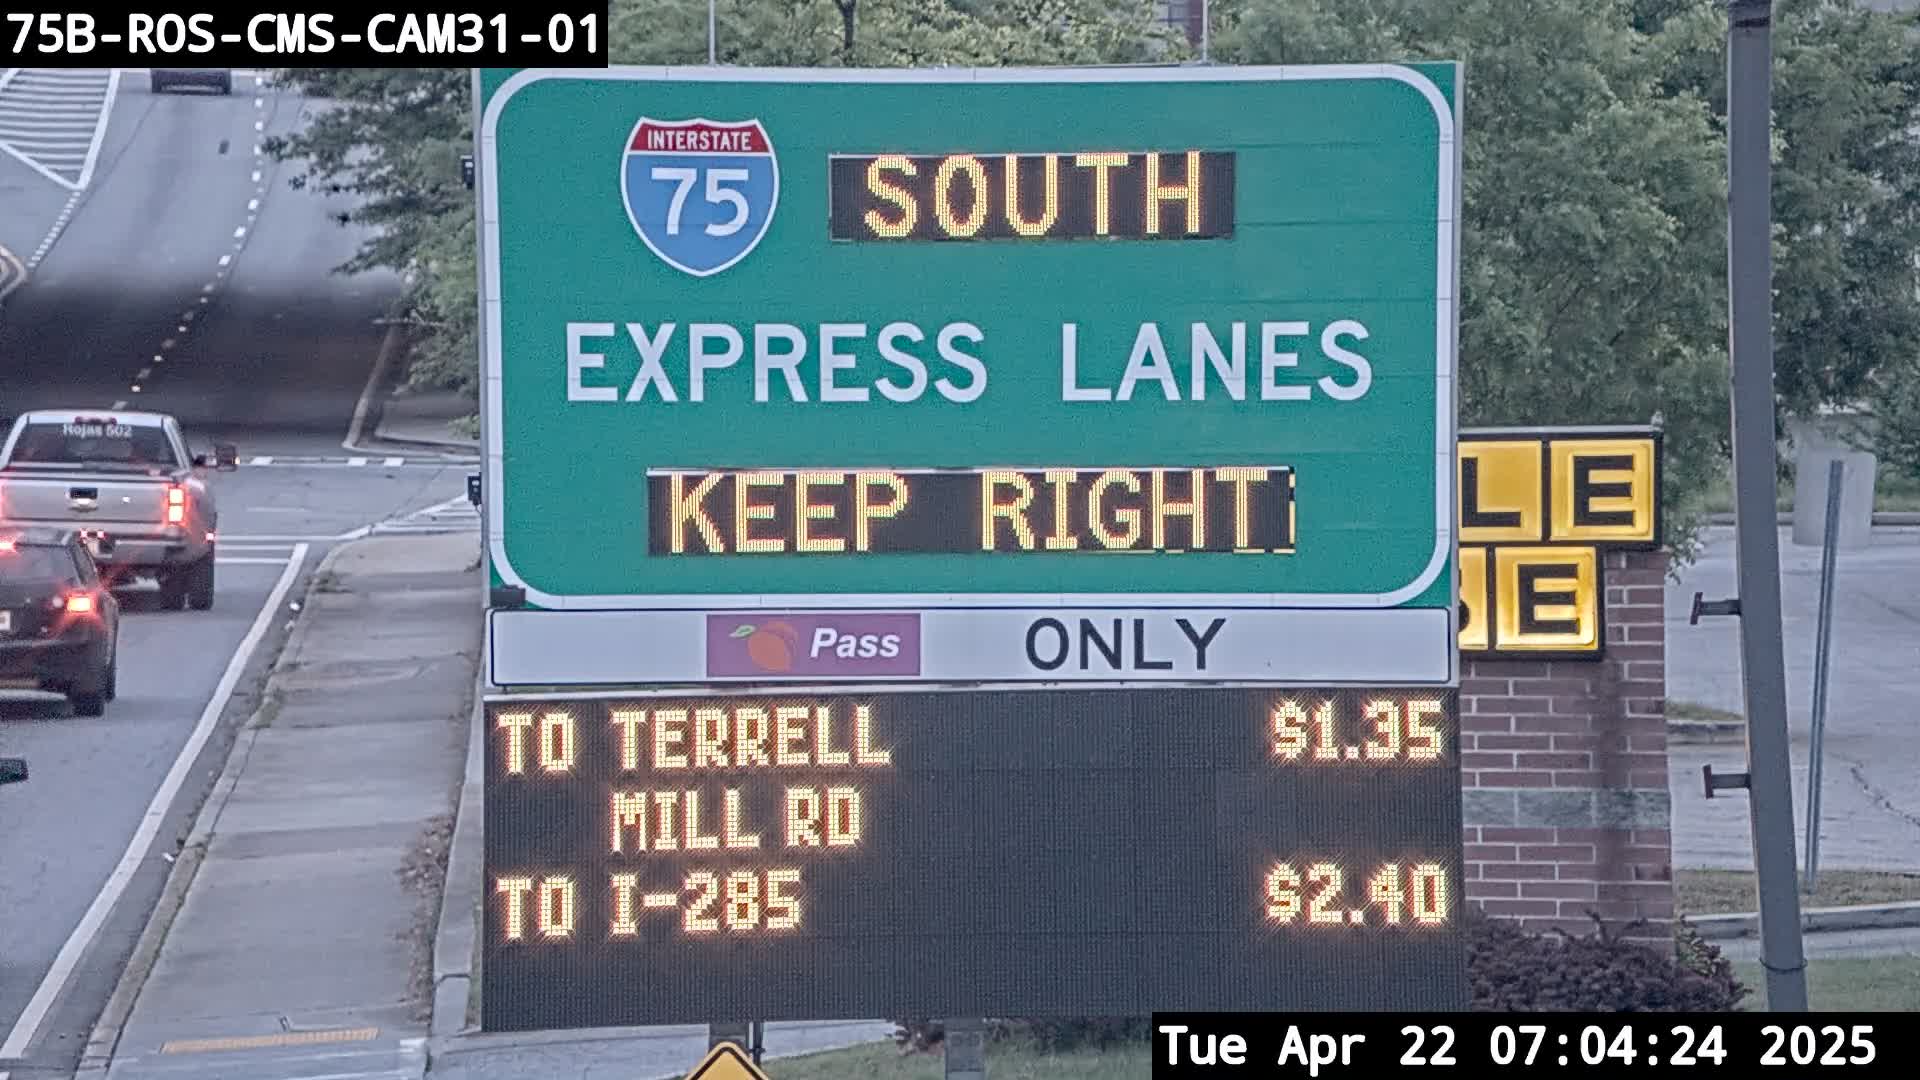 75B-ROS-CMS-CAM31-01
INTERSTATE
75
SOUTH
EXPRESS LANES
KEEP RIGHT
Pass ONLY
TO TERRELL $1.35
MILL RD
TO I-285 $2.40
Rojas 502
LE
E
Tue Apr 22 07:04:24 2025